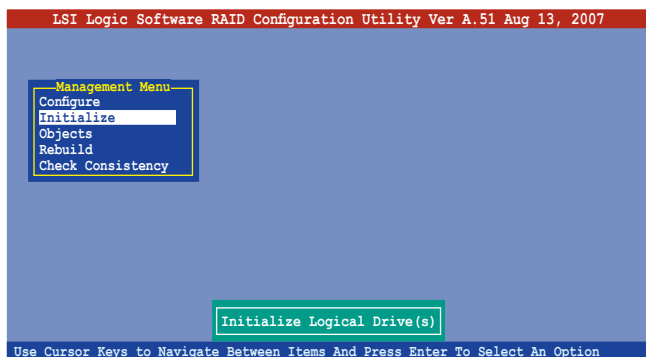 LSI Logic Software RAID Configuration Utility Ver A.51 Aug 13, 2007
Management Menu
Configure
Initialize
Objects
Rebuild
Check Consistency
Initialize Logical Drive(s)
Use Cursor Keys to Navigate Between Items And Press Enter To Select An Option